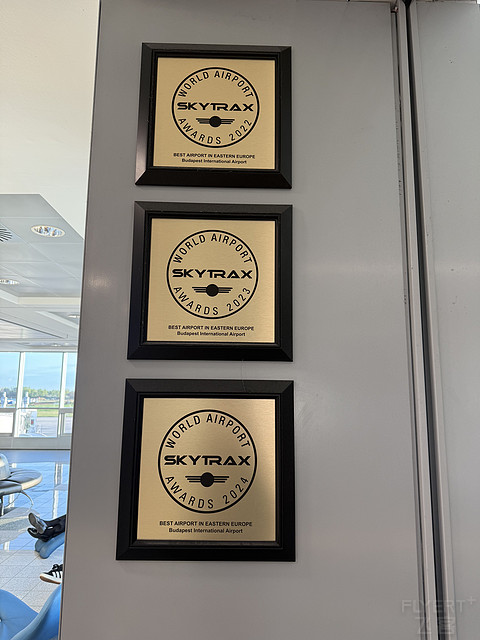 WORLD AIRPORT
SKYTRAX
AWARDS 2022
BEST AIRPORT IN EASTERN EUROPE
Budapest International Airport
WORLD AIRPORT
SKYTRAX
AWARDS 2023
BEST AIRPORT IN EASTERN EUROPE
Budapest International Airport
WORLD AIRPORT
SKYTRAX
AWARDS 2024
BEST AIRPORT IN EASTERN EUROPE
Budapest International Airport
FLYERT